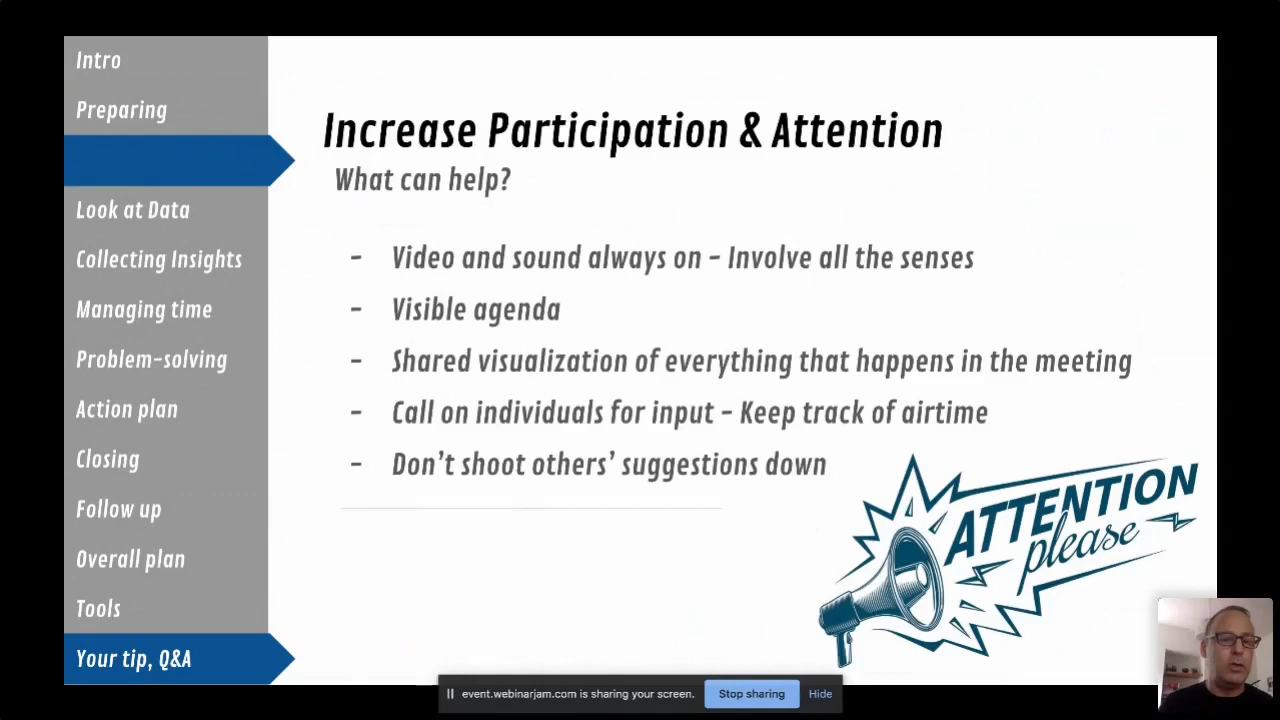 Intro
Preparing
Look at Data
Collecting Insights
Managing time
Problem-solving
Action plan
Closing
Follow up
Overall plan
Tools
Your tip, Q&A
Increase Participation & Attention
What can help?
- Video and sound always on - Involve all the senses
- Visible agenda
- Shared visualization of everything that happens in the meeting
- Call on individuals for input - Keep track of airtime
- Don't shoot others' suggestions down
ATTENTION
please
event.webinarjam.com is sharing your screen. Stop sharing Hide